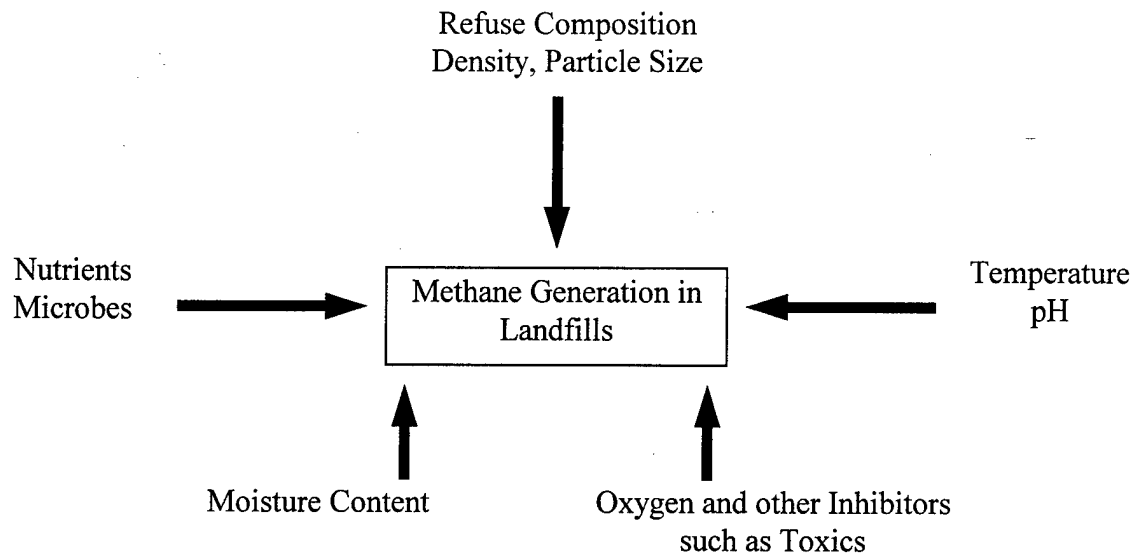 Refuse Composition
Density, Particle Size
Nutrients
Microbes
Methane Generation in
Landfills
Temperature
pH
Moisture Content
Oxygen and other Inhibitors
such as Toxics